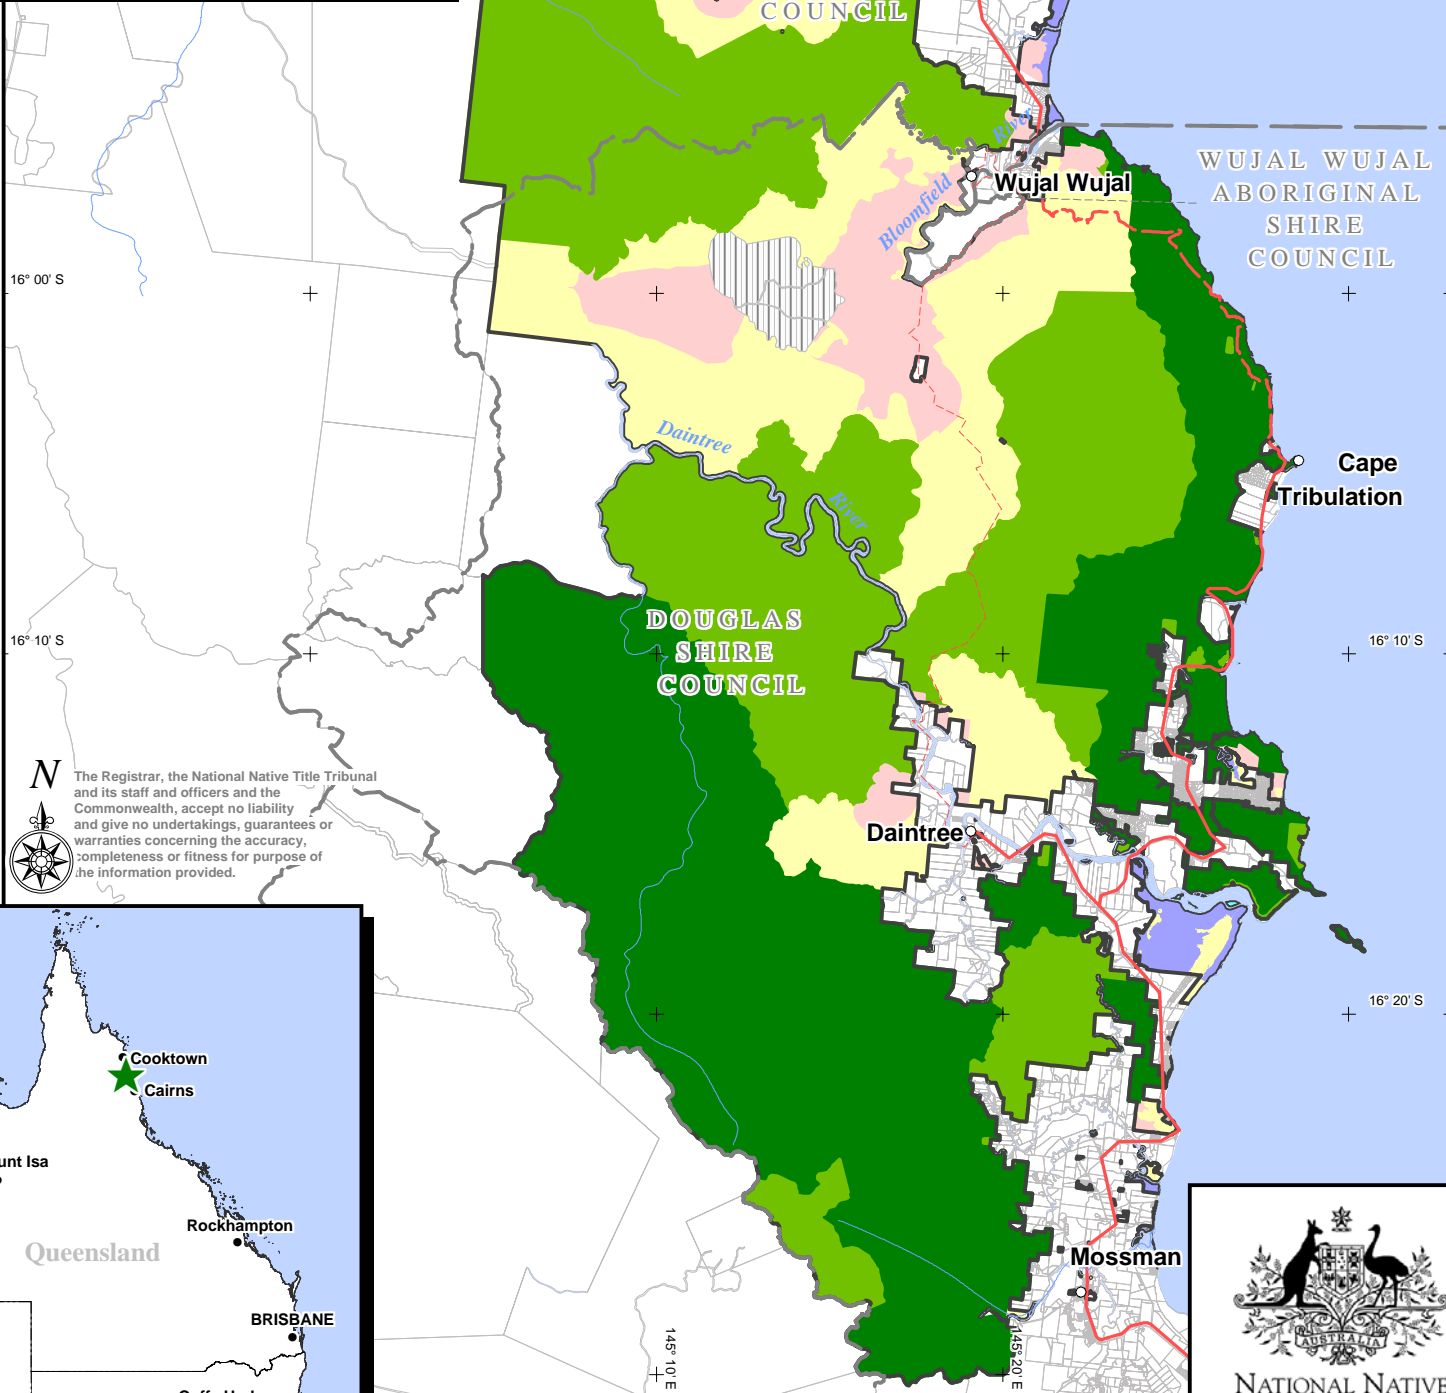 COUNCIL
River
WUJAL WUJAL
ABORIGINAL
SHIRE
COUNCIL
Wujal Wujal
Bloomfield
16° 00' S
Daintree
River
Cape
Tribulation
DOUGLAS
SHIRE
COUNCIL
16° 10' S
16° 10' S
N
The Registrar, the National Native Title Tribunal
and its staff and officers and the
Commonwealth, accept no liability
and give no undertakings, guarantees or
warranties concerning the accuracy,
completeness or fitness for purpose of
the information provided.
Daintree
16° 20' S
Cooktown
Cairns
unt Isa
Rockhampton
Queensland
BRISBANE
Mossman
145° 10' E
145° 20' E
AUSTRALIA
NATIONAL NATIVE